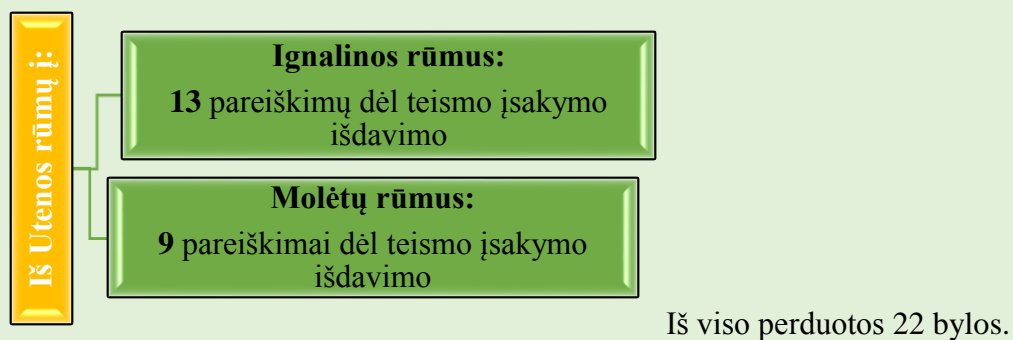 Iš Utenos rūmų į:
Ignalinos rūmus:
13 pareiškimų dėl teismo įsakymo
išdavimo
Molėtų rūmus:
9 pareiškimai dėl teismo įsakymo
išdavimo
Iš viso perduotos 22 bylos.